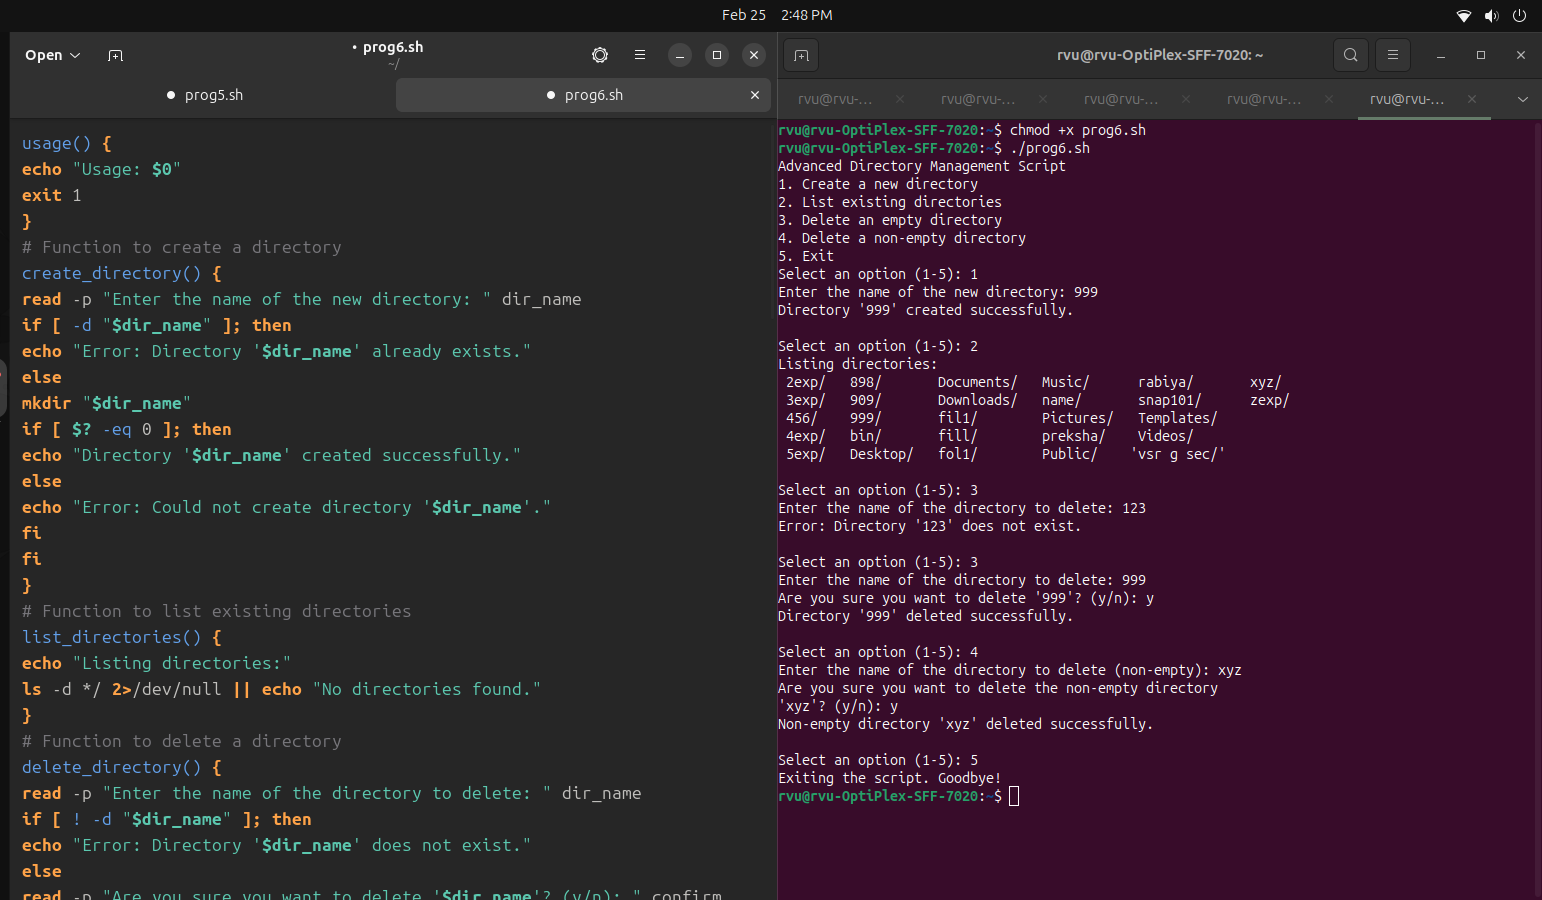 Feb 25 2:48 PM
Open
• prog6.sh
~/
prog5.sh
prog6.sh
usage() {
echo "Usage: $0"
exit 1
}
# Function to create a directory
create_directory() {
read -p "Enter the name of the new directory: " dir_name
if [ -d "$dir_name" ]; then
echo "Error: Directory '$dir_name' already exists."
else
mkdir "$dir_name"
if [ $? -eq 0 ]; then
echo "Directory '$dir_name' created successfully."
else
echo "Error: Could not create directory '$dir_name'."
fi
fi
}
# Function to list existing directories
list_directories() {
echo "Listing directories:"
ls -d */ 2>/dev/null || echo "No directories found."
}
# Function to delete a directory
delete_directory() {
read -p "Enter the name of the directory to delete: " dir_name
if [ ! -d "$dir_name" ]; then
echo "Error: Directory '$dir_name' does not exist."
else
read -p "Are you sure you want to delete '$dir_name'? (y/n): " confirm
rvu@rvu-OptiPlex-SFF-7020: ~
rvu@rvu-...
rvu@rvu-...
rvu@rvu-...
rvu@rvu-...
rvu@rvu-...
rvu@rvu-OptiPlex-SFF-7020:~$ chmod +x prog6.sh
rvu@rvu-OptiPlex-SFF-7020:~$ ./prog6.sh
Advanced Directory Management Script
1. Create a new directory
2. List existing directories
3. Delete an empty directory
4. Delete a non-empty directory
5. Exit
Select an option (1-5): 1
Enter the name of the new directory: 999
Directory '999' created successfully.
Select an option (1-5): 2
Listing directories:
2exp/ 898/ Documents/ Music/ rabiya/ xyz/
3exp/ 909/ Downloads/ name/ snap101/ zexp/
456/ 999/ fil1/ Pictures/ Templates/
4exp/ bin/ fill/ preksha/ Videos/
5exp/ Desktop/ fol1/ Public/ 'vsr g sec/'
Select an option (1-5): 3
Enter the name of the directory to delete: 123
Error: Directory '123' does not exist.
Select an option (1-5): 3
Enter the name of the directory to delete: 999
Are you sure you want to delete '999'? (y/n): y
Directory '999' deleted successfully.
Select an option (1-5): 4
Enter the name of the directory to delete (non-empty): xyz
Are you sure you want to delete the non-empty directory
'xyz'? (y/n): y
Non-empty directory 'xyz' deleted successfully.
Select an option (1-5): 5
Exiting the script. Goodbye!
rvu@rvu-OptiPlex-SFF-7020:~$